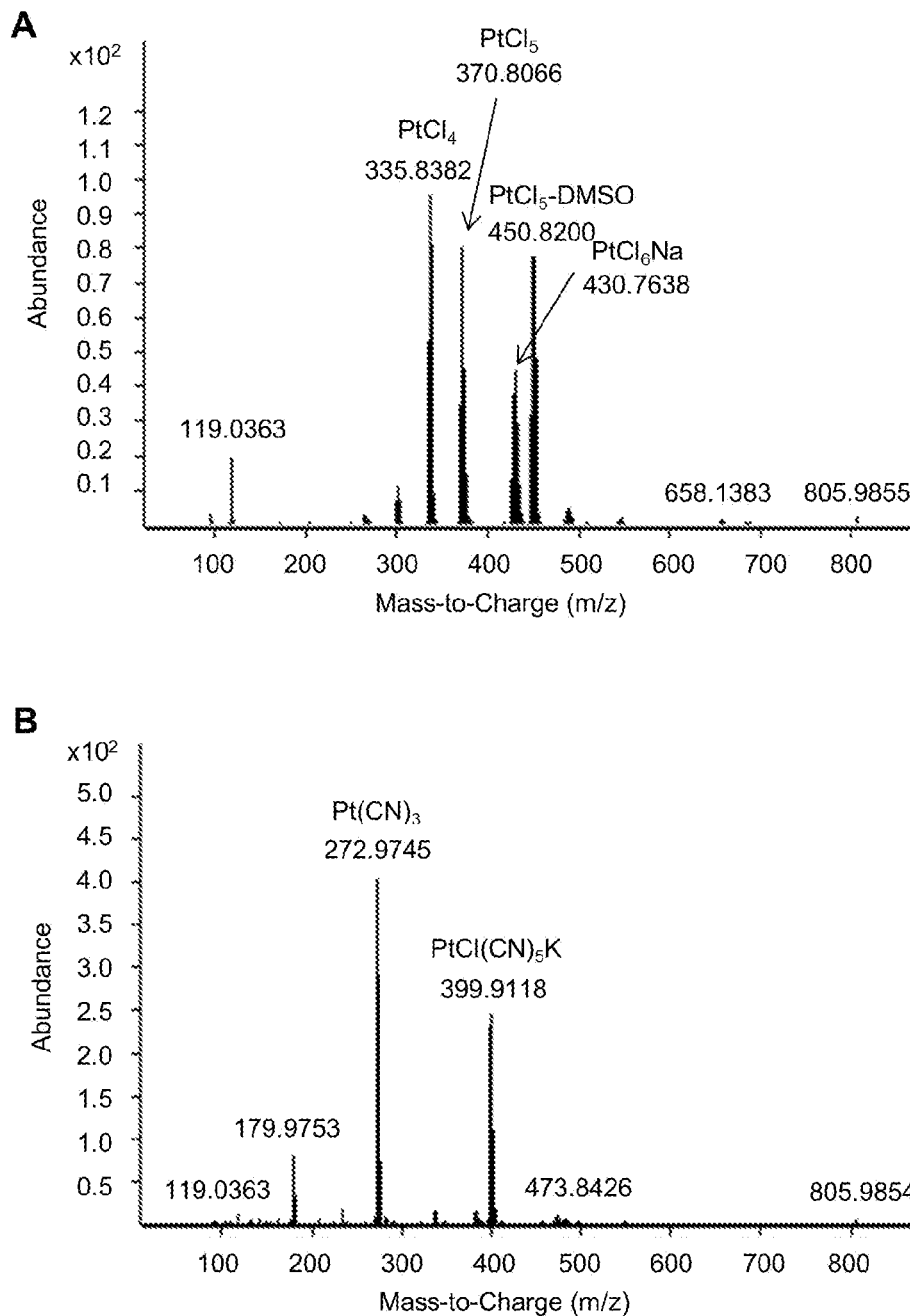 A
x10²
PtCl₅
370.8066
PtCl₄
335.8382
PtCl₅-DMSO
450.8200
PtCl₆Na
430.7638
119.0363
658.1383
805.9855
1.2
1.1
1.0
0.9
0.8
0.7
0.6
0.5
0.4
0.3
0.2
0.1
Abundance
100 200 300 400 500 600 700 800
Mass-to-Charge (m/z)
B
x10²
Pt(CN)₃
272.9745
PtCl(CN)₅K
399.9118
179.9753
119.0363
473.8426
805.9854
5.0
4.5
4.0
3.5
3.0
2.5
2.0
1.5
1.0
0.5
Abundance
100 200 300 400 500 600 700 800
Mass-to-Charge (m/z)